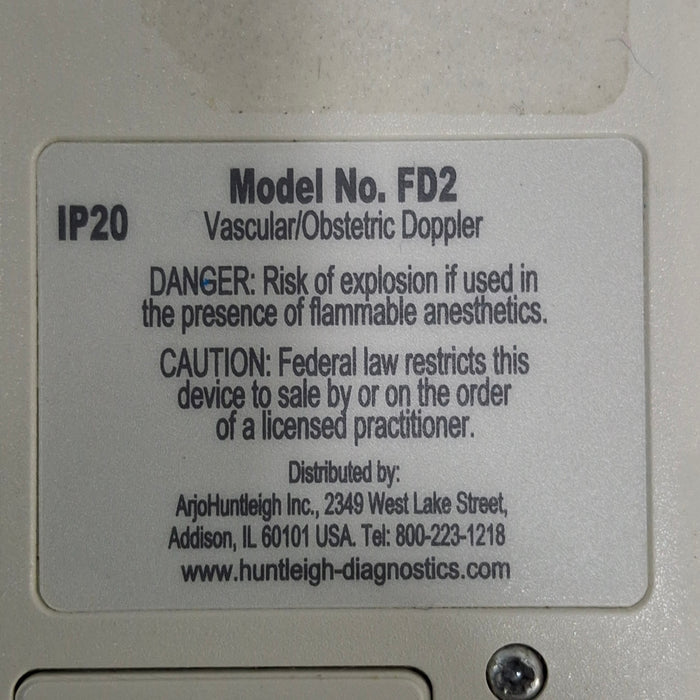 Model No. FD2
IP20
Vascular/Obstetric Doppler
DANGER: Risk of explosion if used in
the presence of flammable anesthetics.
CAUTION: Federal law restricts this
device to sale by or on the order
of a licensed practitioner.
Distributed by:
ArjoHuntleigh Inc., 2349 West Lake Street,
Addison, IL 60101 USA. Tel: 800-223-1218
www.huntleigh-diagnostics.com